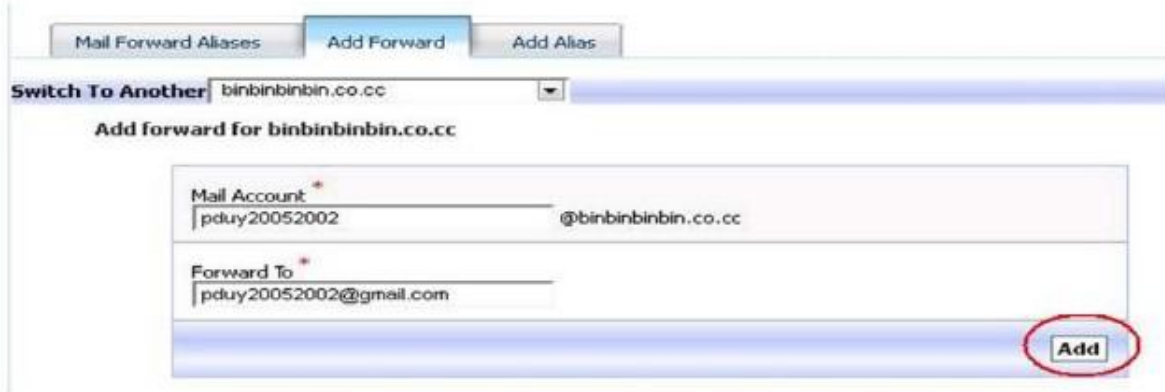 Mail Forward Aliases Add Forward Add Alias
Switch To Another binbinbinbin.co.cc
Add forward for binbinbinbin.co.cc
Mail Account *
pduy20052002 @binbinbinbin.co.cc
Forward To *
pduy20052002@gmail.com
Add